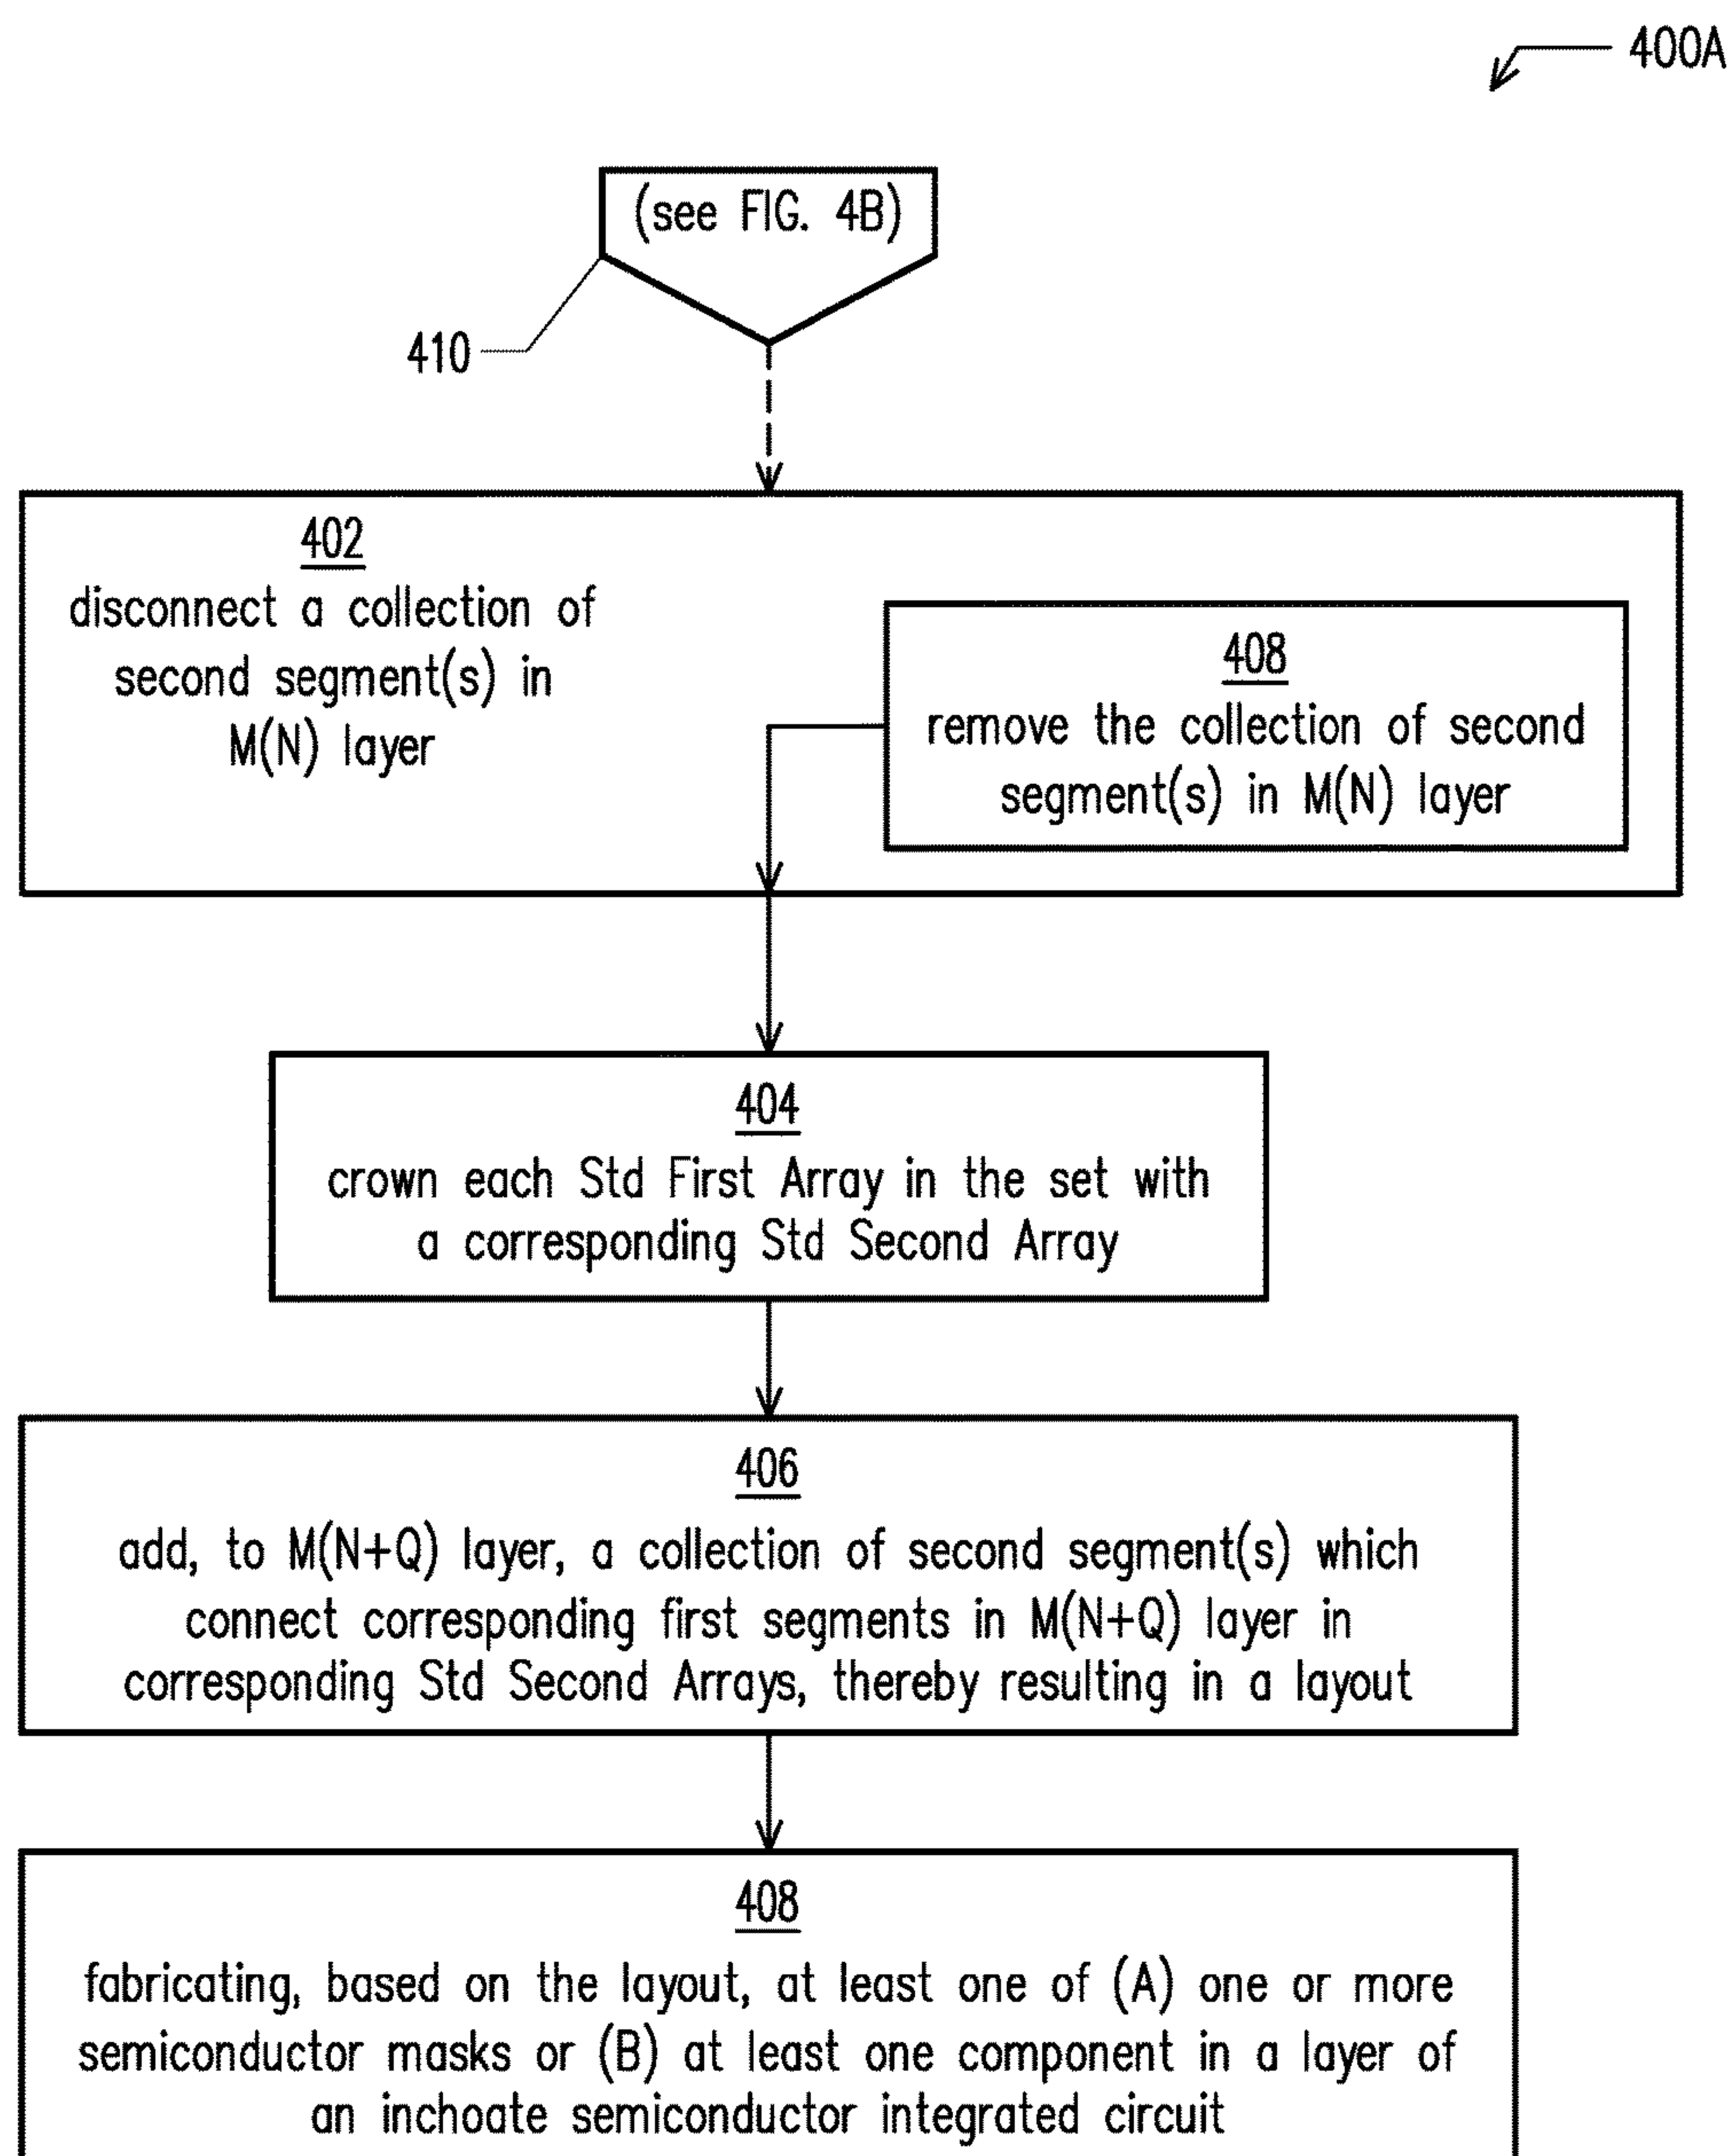 400A
(see FIG. 4B)
410
402
disconnect a collection of
second segment(s) in
M(N) layer
408
remove the collection of second
segment(s) in M(N) layer
404
crown each Std First Array in the set with
a corresponding Std Second Array
406
add, to M(N+Q) layer, a collection of second segment(s) which
connect corresponding first segments in M(N+Q) layer in
corresponding Std Second Arrays, thereby resulting in a layout
408
fabricating, based on the layout, at least one of (A) one or more
semiconductor masks or (B) at least one component in a layer of
an inchoate semiconductor integrated circuit